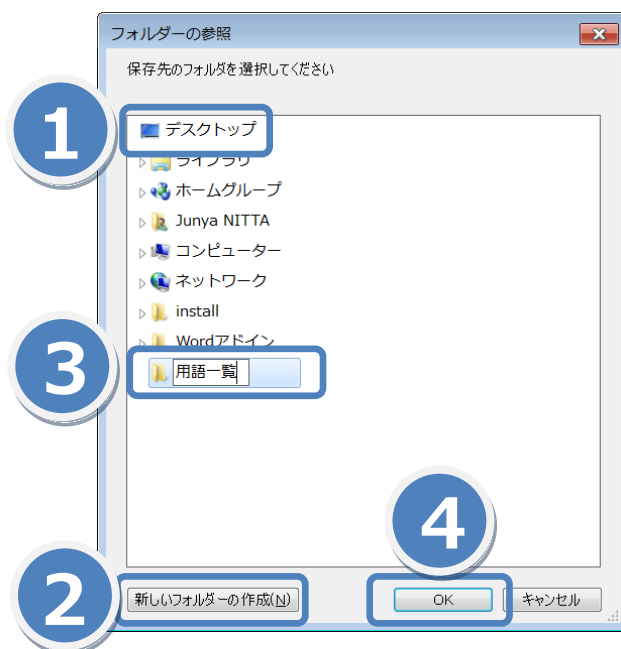 フォルダーの参照
保存先のフォルダを選択してください
1
デスクトップ
ライブラリ
ホームグループ
Junya NITTA
コンピューター
ネットワーク
install
Wordアドイン
3
用語一覧
4
2
新しいフォルダーの作成(N)
OK
キャンセル